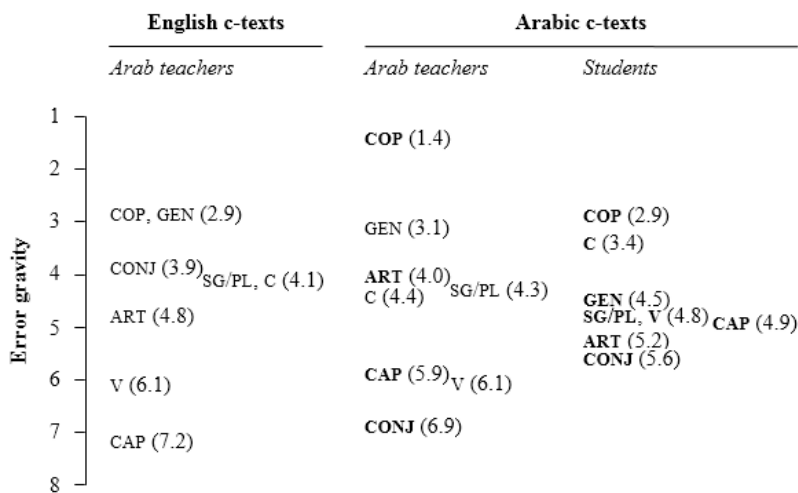 English c-texts Arabic c-texts
Arab teachers Arab teachers Students
Error gravity
1
COP (1.4)
2
COP, GEN (2.9) GEN (3.1) COP (2.9)
3
C (3.4)
CONJ (3.9) SG/PL, C (4.1) ART (4.0) SG/PL (4.3)
4
C (4.4) GEN (4.5)
ART (4.8) SG/PL, V (4.8) CAP (4.9)
5
ART (5.2)
CONJ (5.6)
V (6.1) CAP (5.9) V (6.1)
6
CAP (7.2) CONJ (6.9)
7
8